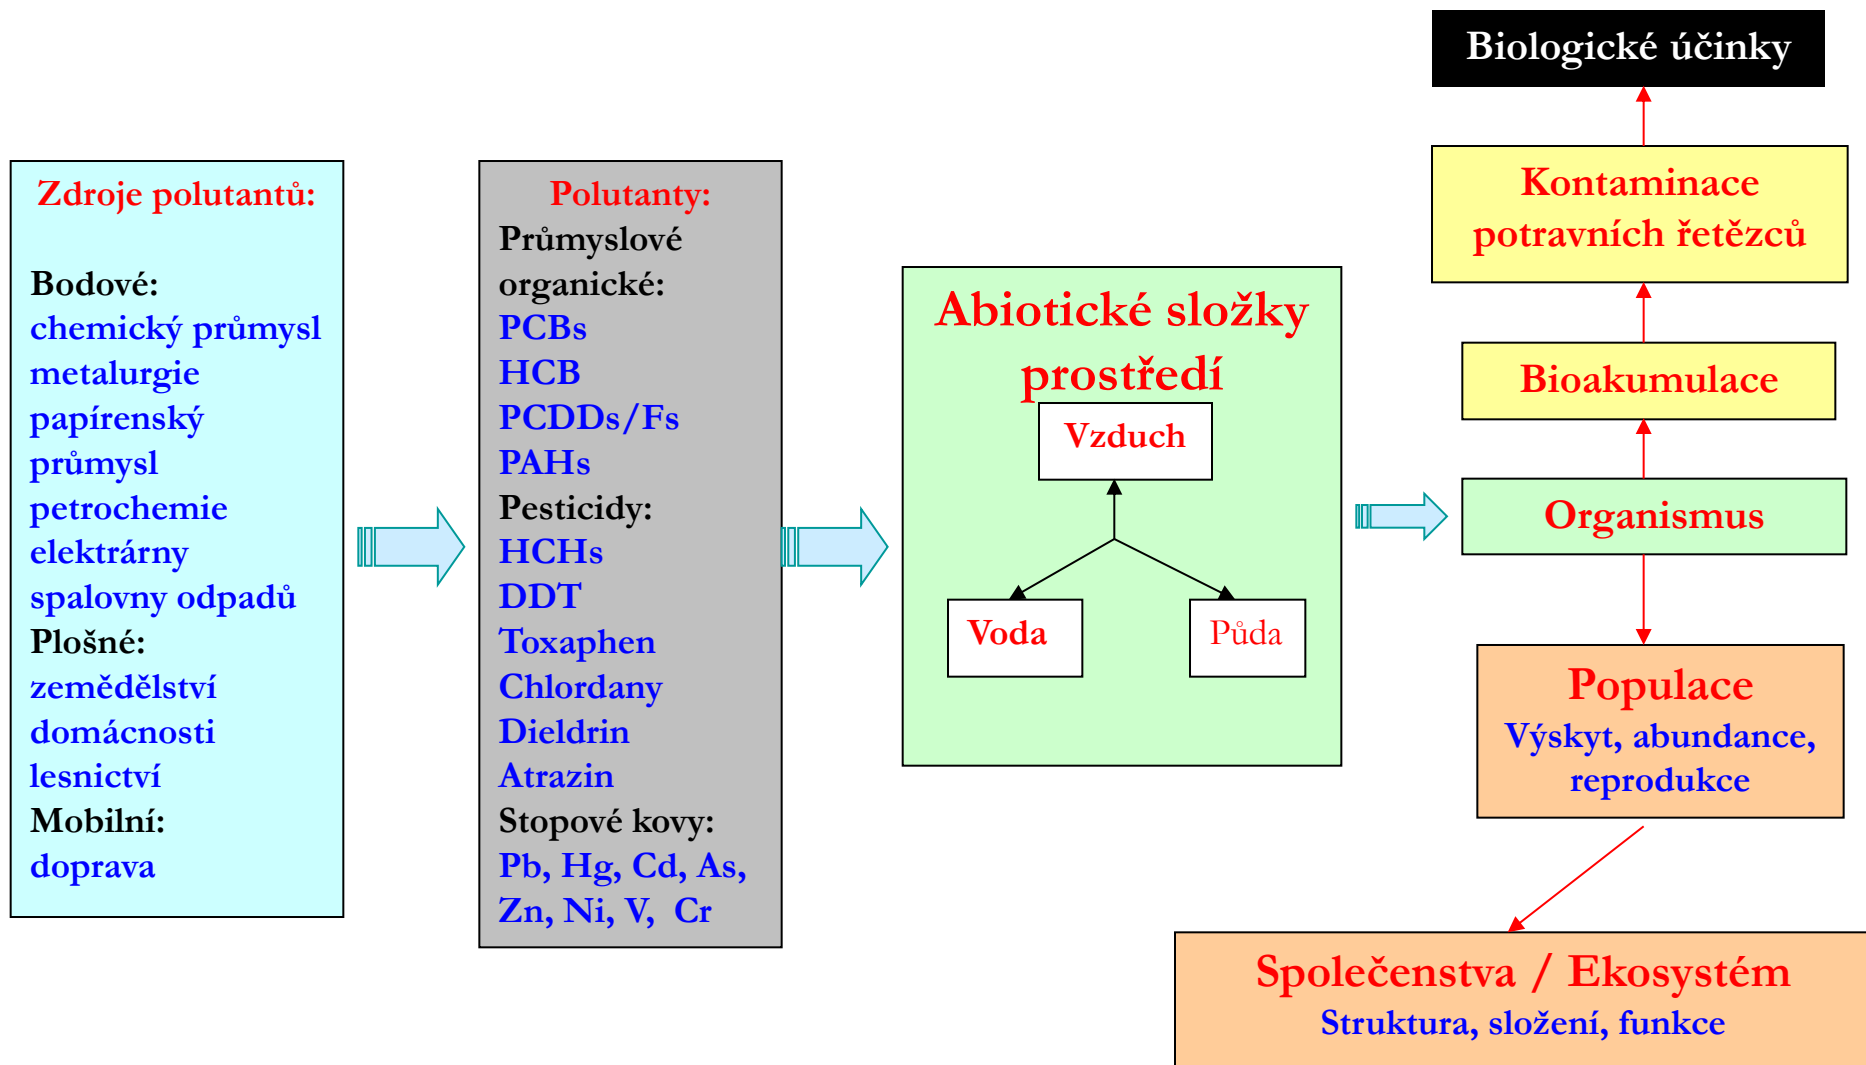 Zdroje polutantů:
Bodové:
chemický průmysl
metalurgie
papírenský
průmysl
petrochemie
elektrárny
spalovny odpadů
Plošné:
zemědělství
domácnosti
lesnictví
Mobilní:
doprava
Polutanty:
Průmyslové
organické:
PCBs
HCB
PCDDs/Fs
PAHs
Pesticidy:
HCHs
DDT
Toxaphen
Chlordany
Dieldrin
Atrazin
Stopové kovy:
Pb, Hg, Cd, As,
Zn, Ni, V, Cr
Abiotické složky
prostředí
Vzduch
Voda
Půda
Biologické účinky
Kontaminace
potravních řetězců
Bioakumulace
Organismus
Populace
Výskyt, abundance,
reprodukce
Společenstva / Ekosystém
Struktura, složení, funkce